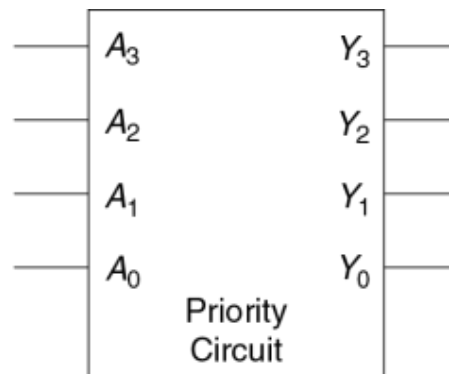 A₃ Y₃
A₂ Y₂
A₁ Y₁
A₀ Y₀
Priority
Circuit